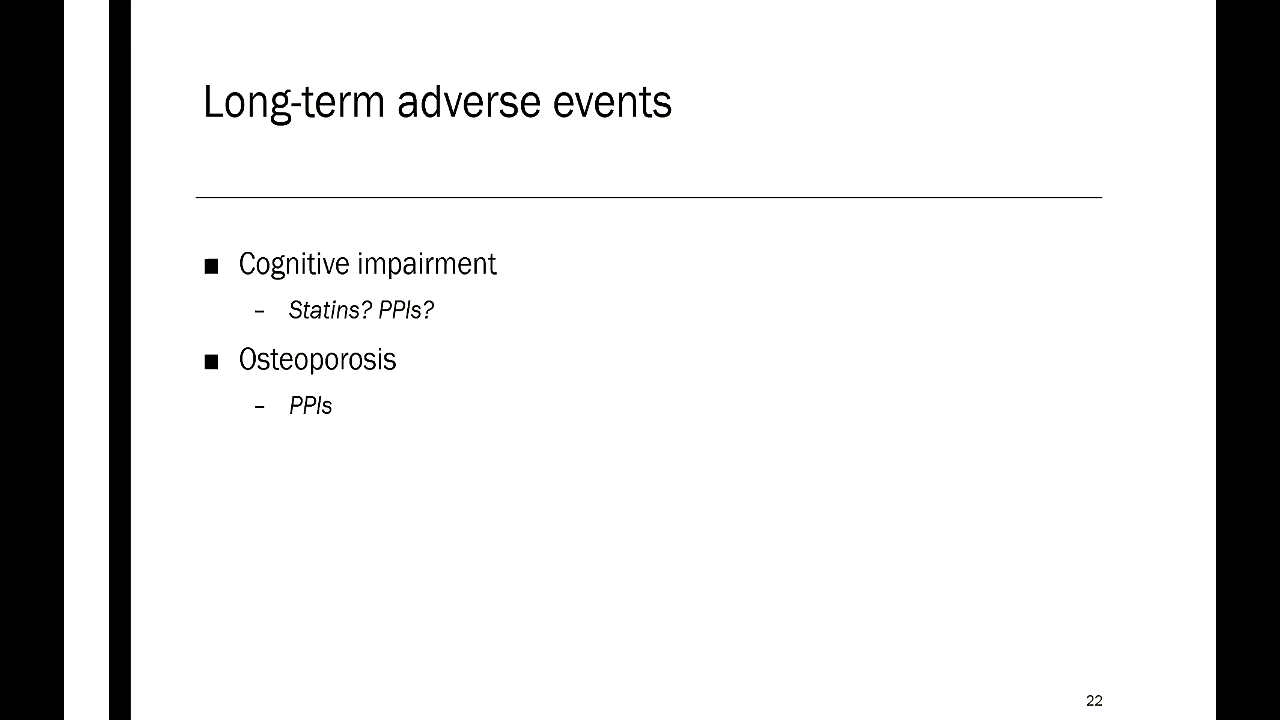 Long-term adverse events
■ Cognitive impairment
– Statins? PPIs?
■ Osteoporosis
– PPIs
22